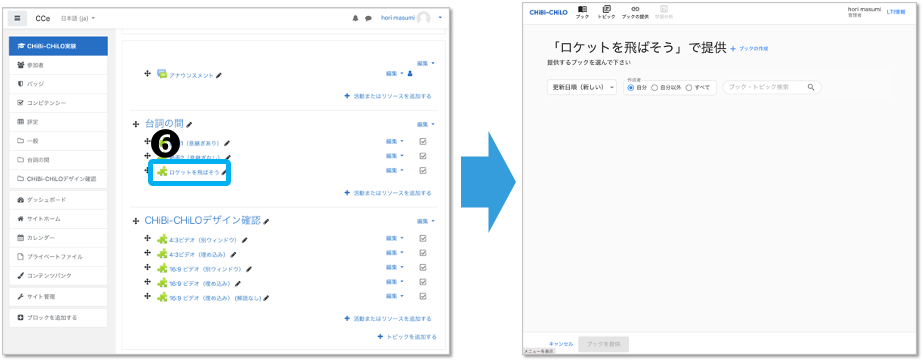 CCe 日本語 (ja)
hori masumi
CHiBi-CHiLO実験
参加者
バッジ
コンピテンシー
評定
一般
台詞の間
CHiBi-CHiLOデザイン確認
ダッシュボード
サイトホーム
カレンダー
プライベートファイル
コンテンツバンク
サイト管理
ブロックを追加する
編集
アナウンスメント 編集
+ 活動またはリソースを追加する
台詞の間 編集
6
1（息継ぎあり） 編集
2（息継ぎなし） 編集
ロケットを飛ばそう 編集
+ 活動またはリソースを追加する
CHiBi-CHiLOデザイン確認 編集
4:3ビデオ（別ウィンドウ） 編集
4:3ビデオ（埋め込み） 編集
16:9 ビデオ（別ウィンドウ） 編集
16:9 ビデオ（埋め込み） 編集
16:9 ビデオ（埋め込み）(解説なし) 編集
+ 活動またはリソースを追加する
+ トピックを追加する
CHiBi-CHiLO ブック トピック ブックの提供 学習分析
hori masumi
管理者
LTI情報
「ロケットを飛ばそう」で提供 + ブックの作成
提供するブックを選んで下さい
更新日順（新しい）
作成者
自分 自分以外 すべて
ブック・トピック検索
キャンセル ブックを提供
メニューを表示